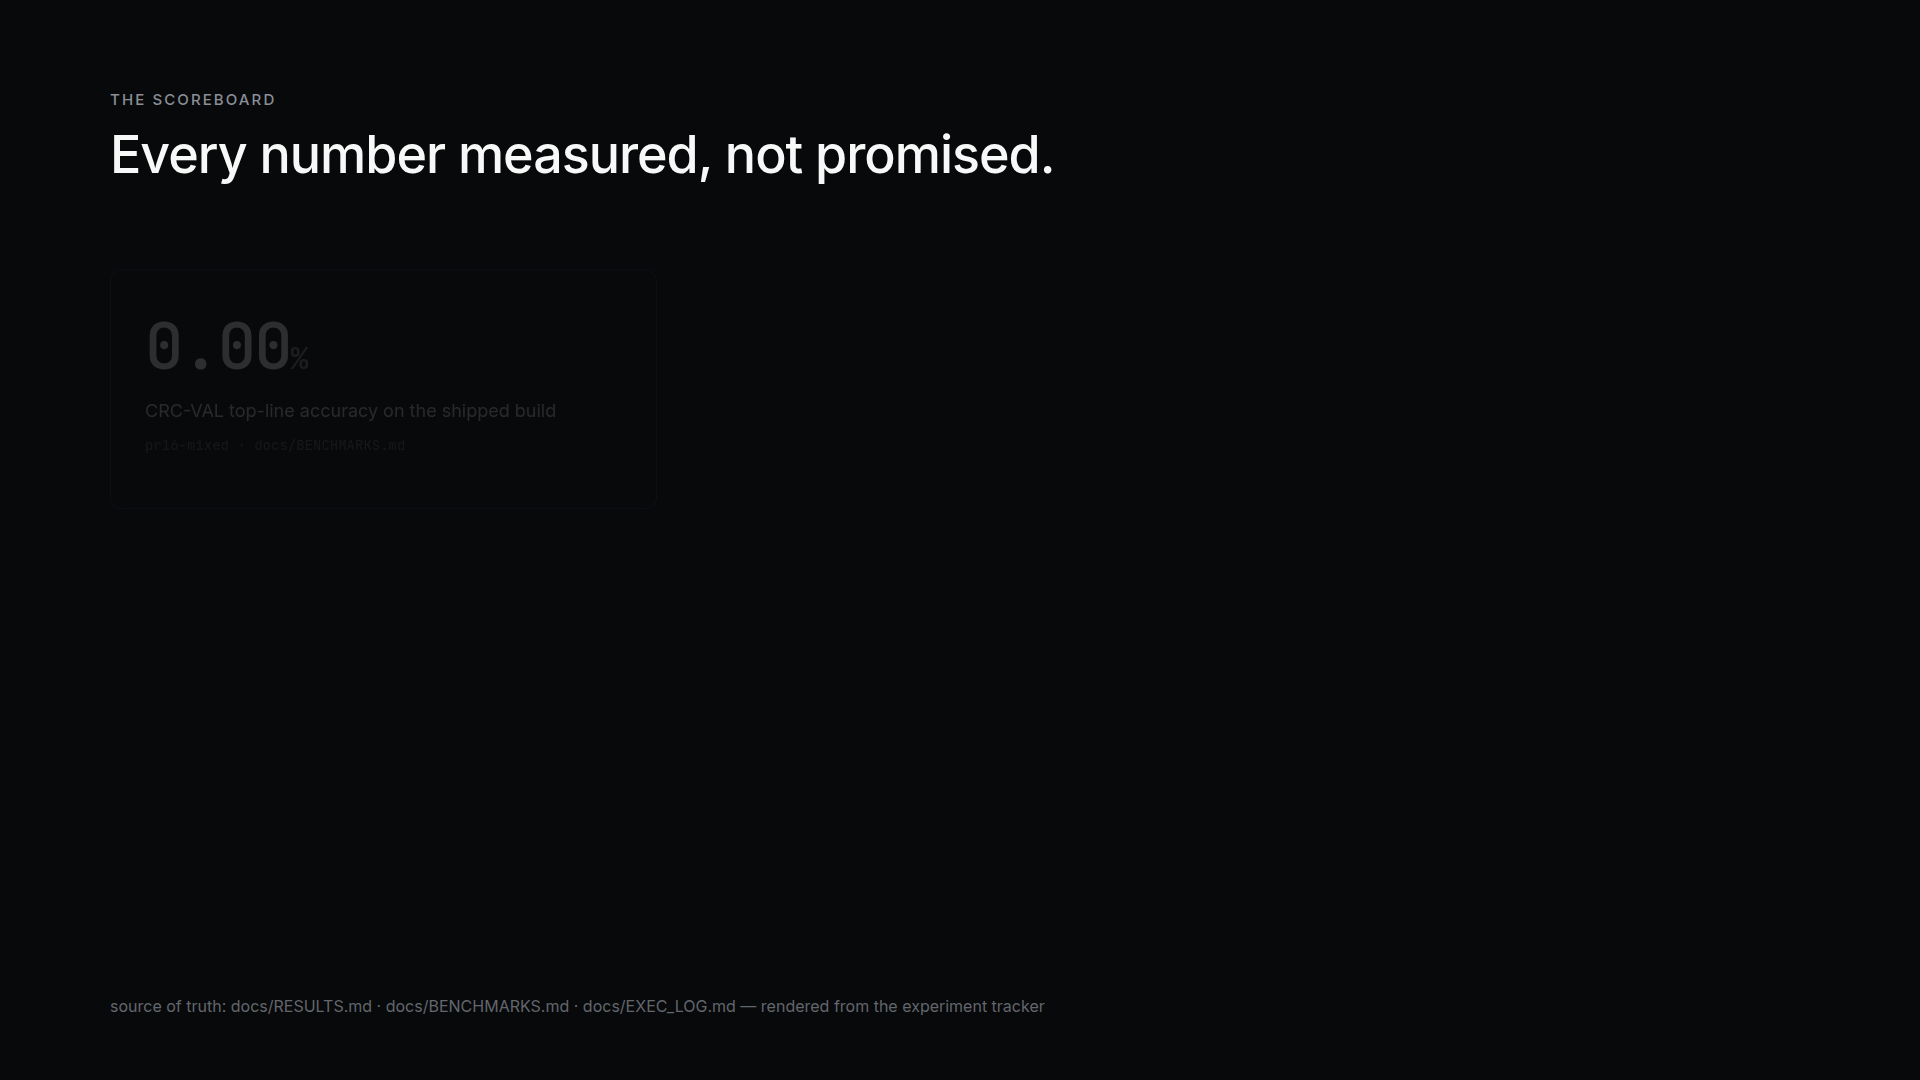 THE SCOREBOARD
Every number measured, not promised.
0.00%
CRC-VAL top-line accuracy on the shipped build
pr16-mixed · docs/BENCHMARKS.md
source of truth: docs/RESULTS.md · docs/BENCHMARKS.md · docs/EXEC_LOG.md — rendered from the experiment tracker